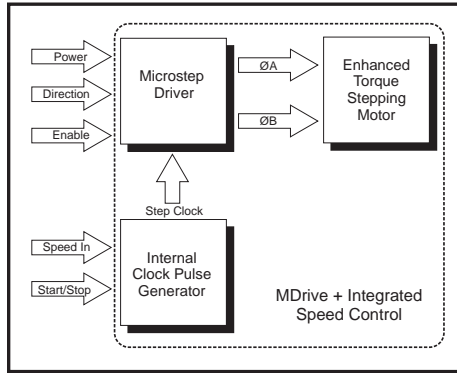 Power
Direction
Enable
Microstep
Driver
ØA
ØB
Enhanced
Torque
Stepping
Motor
Step Clock
Speed In
Start/Stop
Internal
Clock Pulse
Generator
MDrive + Integrated
Speed Control